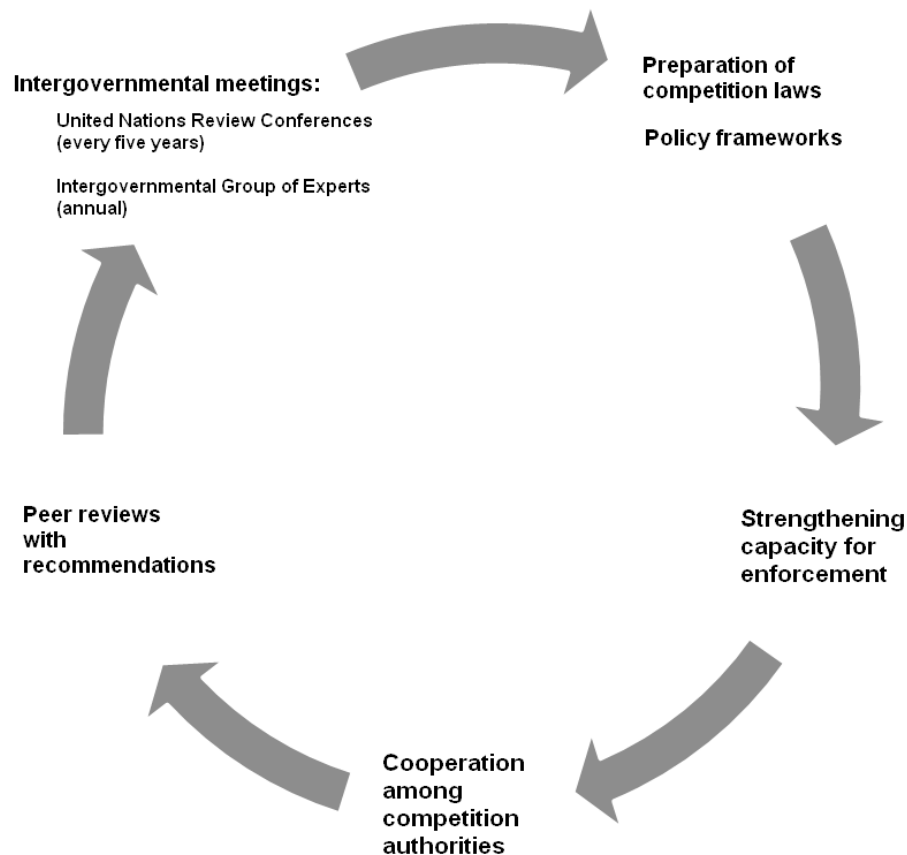 Intergovernmental meetings:
United Nations Review Conferences
(every five years)
Intergovernmental Group of Experts
(annual)
Preparation of
competition laws
Policy frameworks
Strengthening
capacity for
enforcement
Cooperation
among
competition
authorities
Peer reviews
with
recommendations